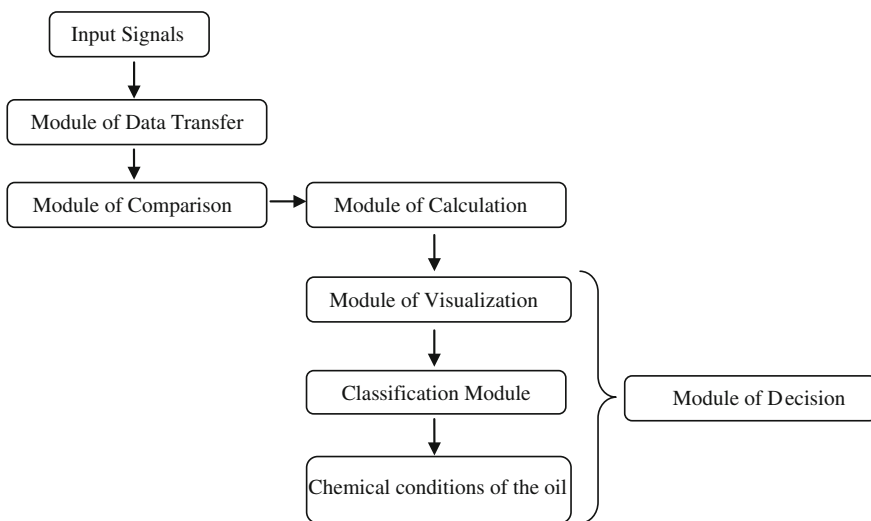 Input Signals
Module of Data Transfer
Module of Comparison
Module of Calculation
Module of Visualization
Classification Module
Module of Decision
Chemical conditions of the oil